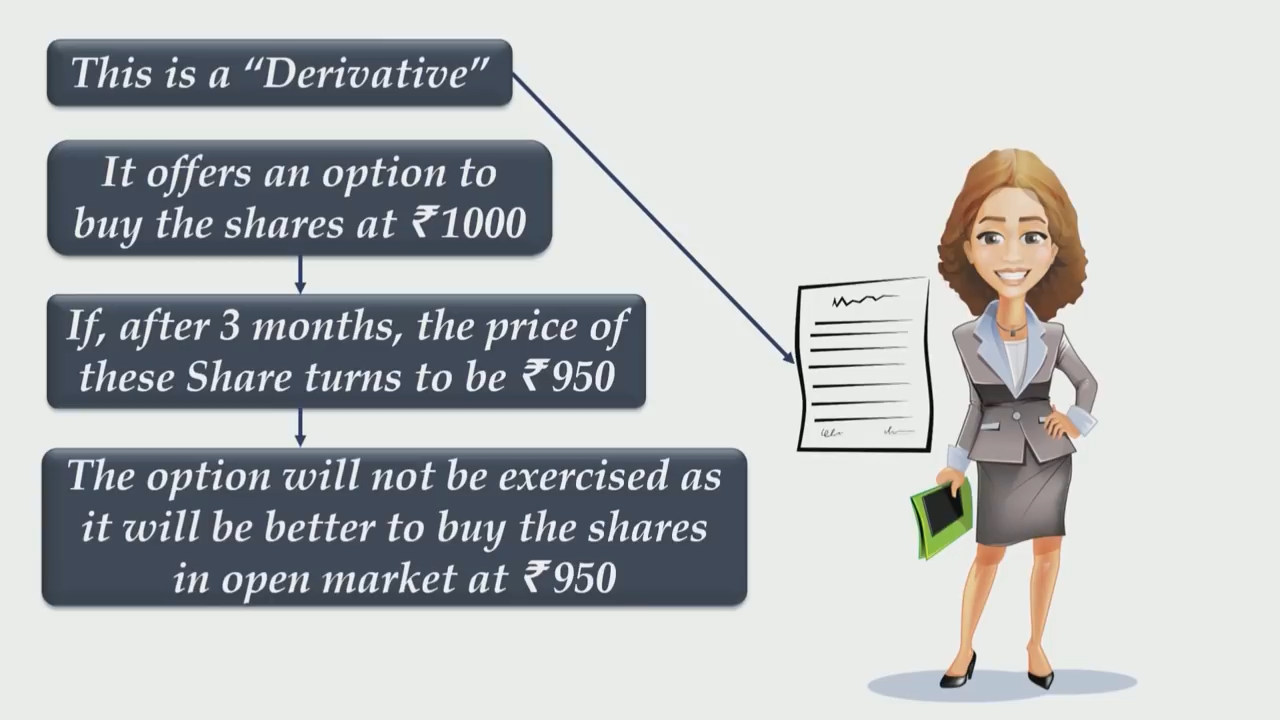 This is a “Derivative”
It offers an option to
buy the shares at ₹1000
If, after 3 months, the price of
these Share turns to be ₹950
The option will not be exercised as
it will be better to buy the shares
in open market at ₹950